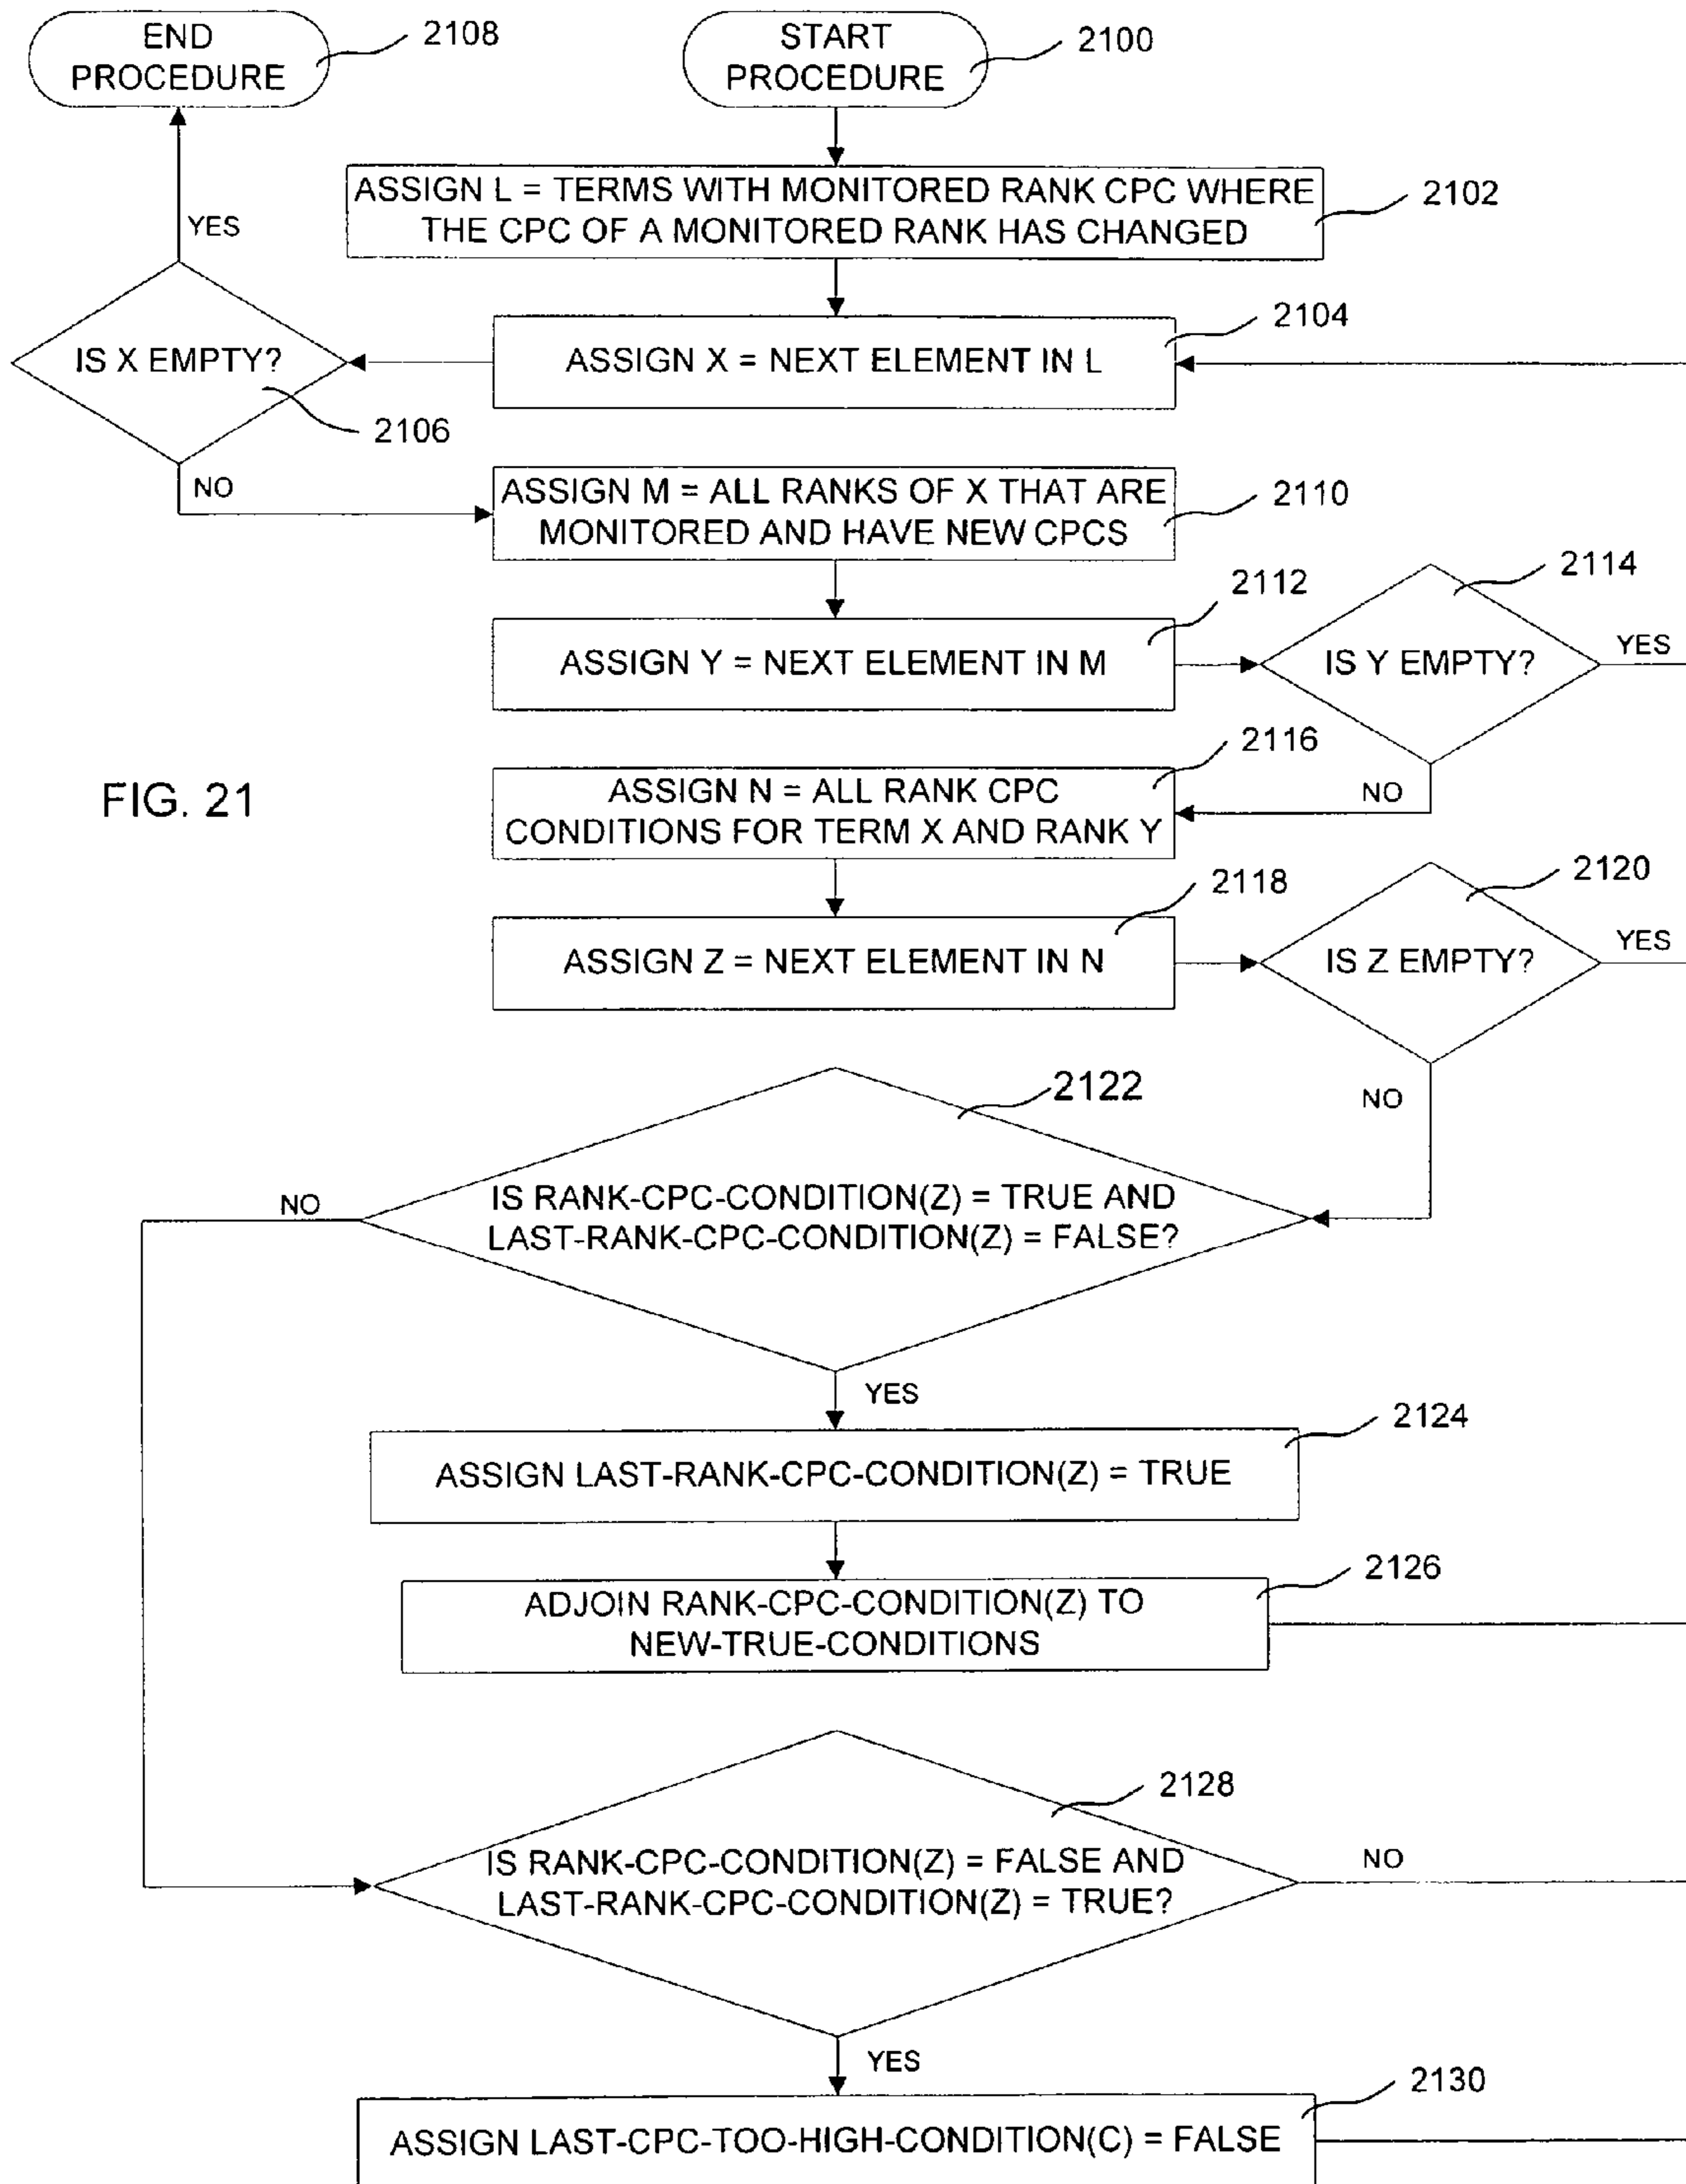 END
PROCEDURE
2108
START
PROCEDURE
2100
ASSIGN L = TERMS WITH MONITORED RANK CPC WHERE
THE CPC OF A MONITORED RANK HAS CHANGED
2102
YES
2104
IS X EMPTY?
ASSIGN X = NEXT ELEMENT IN L
2106
NO
ASSIGN M = ALL RANKS OF X THAT ARE
MONITORED AND HAVE NEW CPCS
2110
2112
2114
ASSIGN Y = NEXT ELEMENT IN M
IS Y EMPTY?
YES
2116
FIG. 21
ASSIGN N = ALL RANK CPC
CONDITIONS FOR TERM X AND RANK Y
NO
2118
2120
ASSIGN Z = NEXT ELEMENT IN N
IS Z EMPTY?
YES
2122
NO
IS RANK-CPC-CONDITION(Z) = TRUE AND
LAST-RANK-CPC-CONDITION(Z) = FALSE?
NO
YES
2124
ASSIGN LAST-RANK-CPC-CONDITION(Z) = TRUE
2126
ADJOIN RANK-CPC-CONDITION(Z) TO
NEW-TRUE-CONDITIONS
2128
IS RANK-CPC-CONDITION(Z) = FALSE AND
LAST-RANK-CPC-CONDITION(Z) = TRUE?
NO
YES
2130
ASSIGN LAST-CPC-TOO-HIGH-CONDITION(C) = FALSE